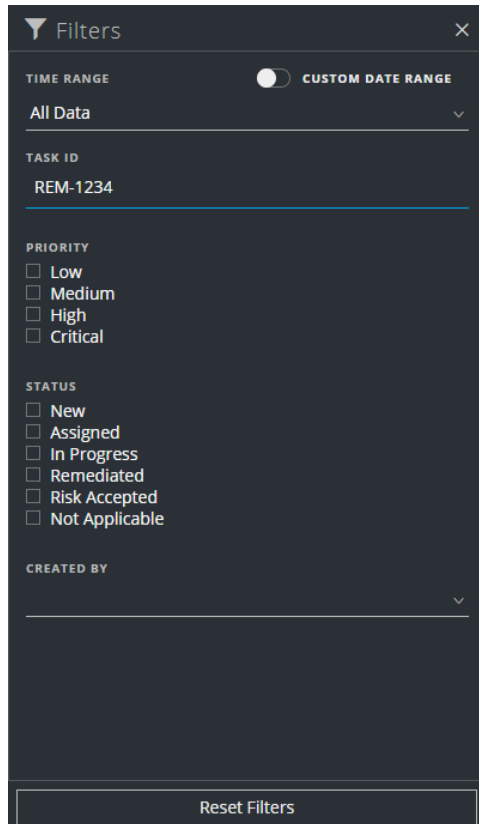 Filters
TIME RANGE CUSTOM DATE RANGE
All Data
TASK ID
REM-1234
PRIORITY
Low
Medium
High
Critical
STATUS
New
Assigned
In Progress
Remediated
Risk Accepted
Not Applicable
CREATED BY
Reset Filters